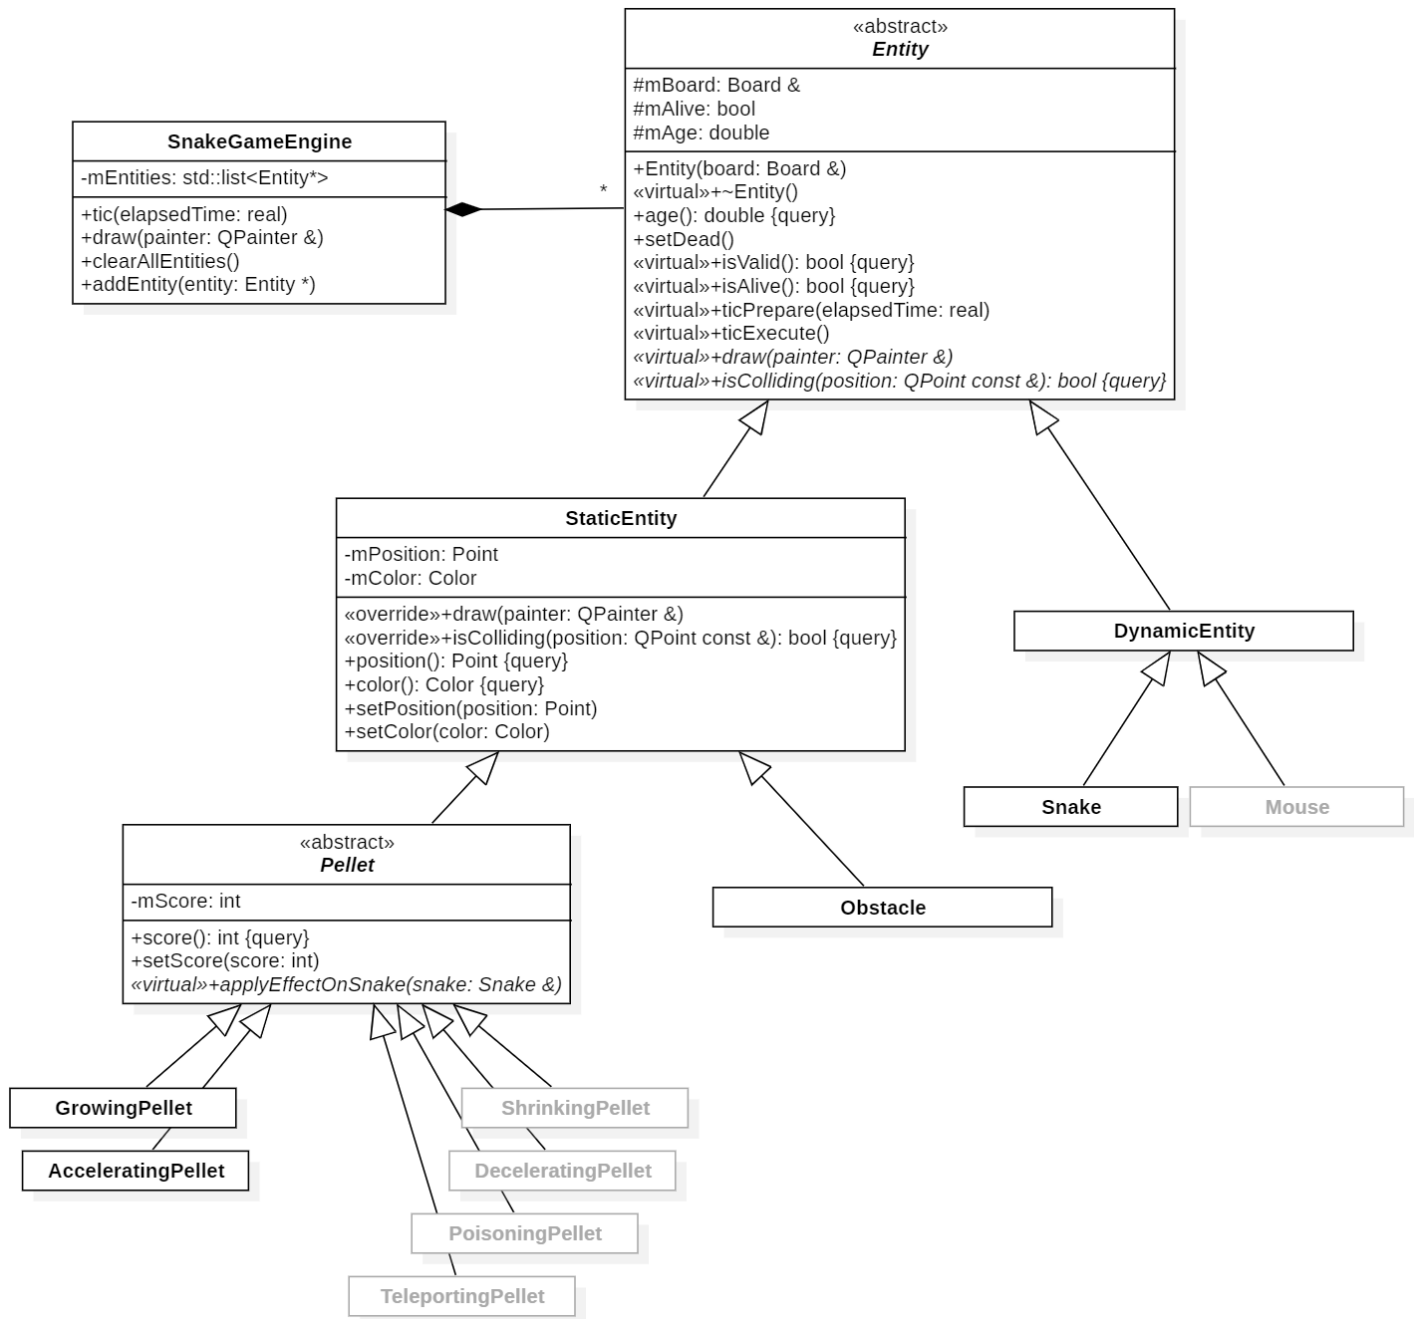 «abstract»
Entity
#mBoard: Board &
#mAlive: bool
#mAge: double
+Entity(board: Board &)
«virtual»+~Entity()
+age(): double {query}
+setDead()
«virtual»+isValid(): bool {query}
«virtual»+isAlive(): bool {query}
«virtual»+ticPrepare(elapsedTime: real)
«virtual»+ticExecute()
«virtual»+draw(painter: QPainter &)
«virtual»+isColliding(position: QPoint const &): bool {query}
SnakeGameEngine
-mEntities: std::list<Entity*>
+tic(elapsedTime: real)
+draw(painter: QPainter &)
+clearAllEntities()
+addEntity(entity: Entity *)
*
StaticEntity
-mPosition: Point
-mColor: Color
«override»+draw(painter: QPainter &)
«override»+isColliding(position: QPoint const &): bool {query}
+position(): Point {query}
+color(): Color {query}
+setPosition(position: Point)
+setColor(color: Color)
DynamicEntity
Snake
Mouse
«abstract»
Pellet
-mScore: int
+score(): int {query}
+setScore(score: int)
«virtual»+applyEffectOnSnake(snake: Snake &)
Obstacle
GrowingPellet
AcceleratingPellet
ShrinkingPellet
DeceleratingPellet
PoisoningPellet
TeleportingPellet